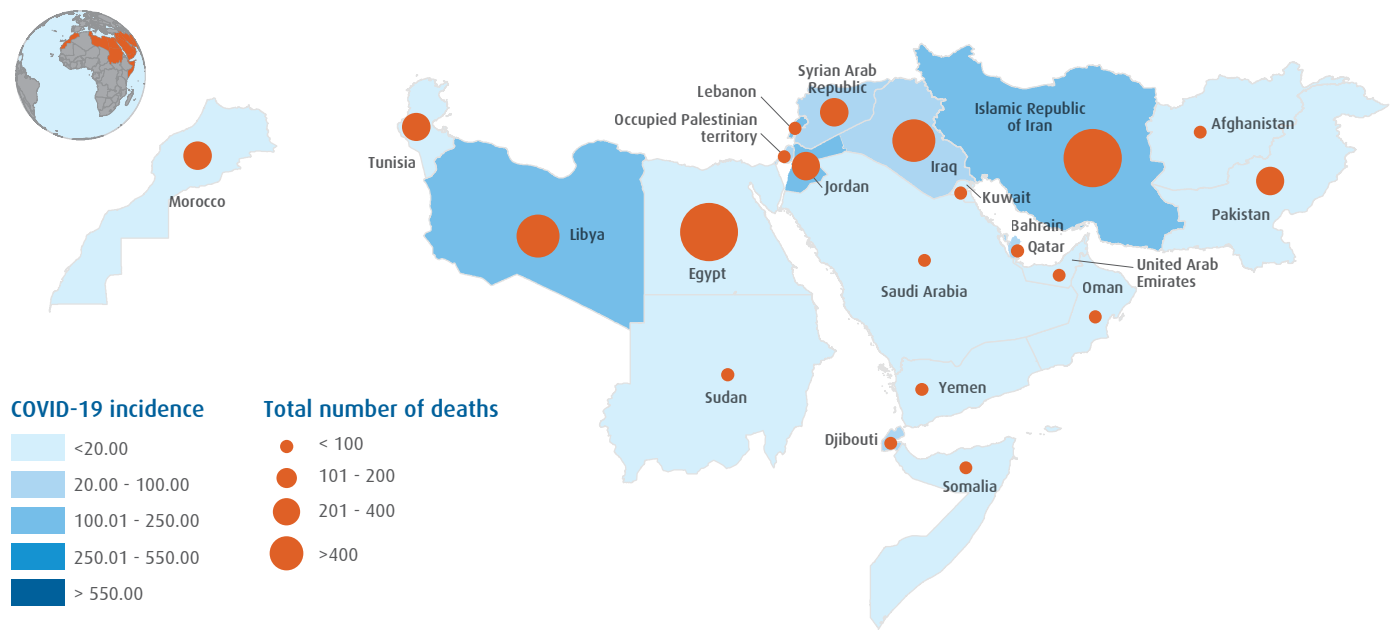 Syrian Arab
Republic
Lebanon
Occupied Palestinian
territory
Islamic Republic
of Iran
Afghanistan
Tunisia
Iraq
Jordan
Kuwait
Morocco
Pakistan
Libya
Bahrain
Qatar
Egypt
United Arab
Emirates
Saudi Arabia
Oman
Sudan
Yemen
Djibouti
Somalia
COVID-19 incidence
<20.00
20.00 - 100.00
100.01 - 250.00
250.01 - 550.00
> 550.00
Total number of deaths
< 100
101 - 200
201 - 400
>400